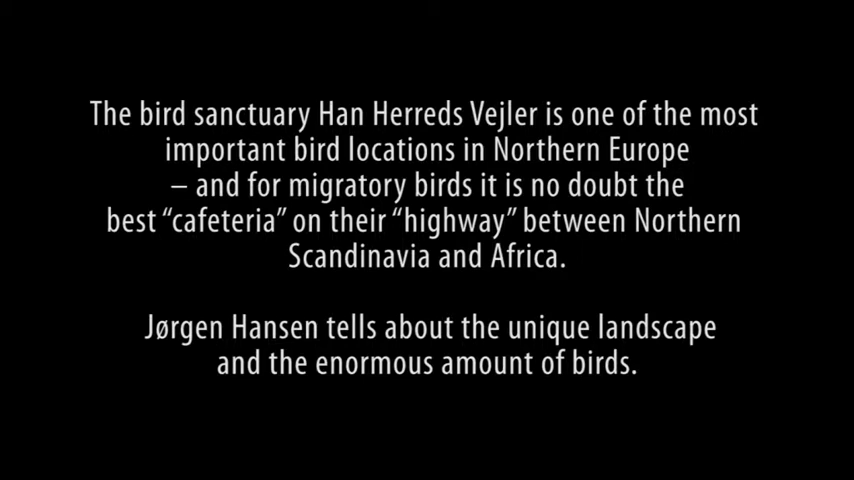 The bird sanctuary Han Herreds Vejler is one of the most
important bird locations in Northern Europe
– and for migratory birds it is no doubt the
best “cafeteria” on their “highway” between Northern
Scandinavia and Africa.
Jørgen Hansen tells about the unique landscape
and the enormous amount of birds.